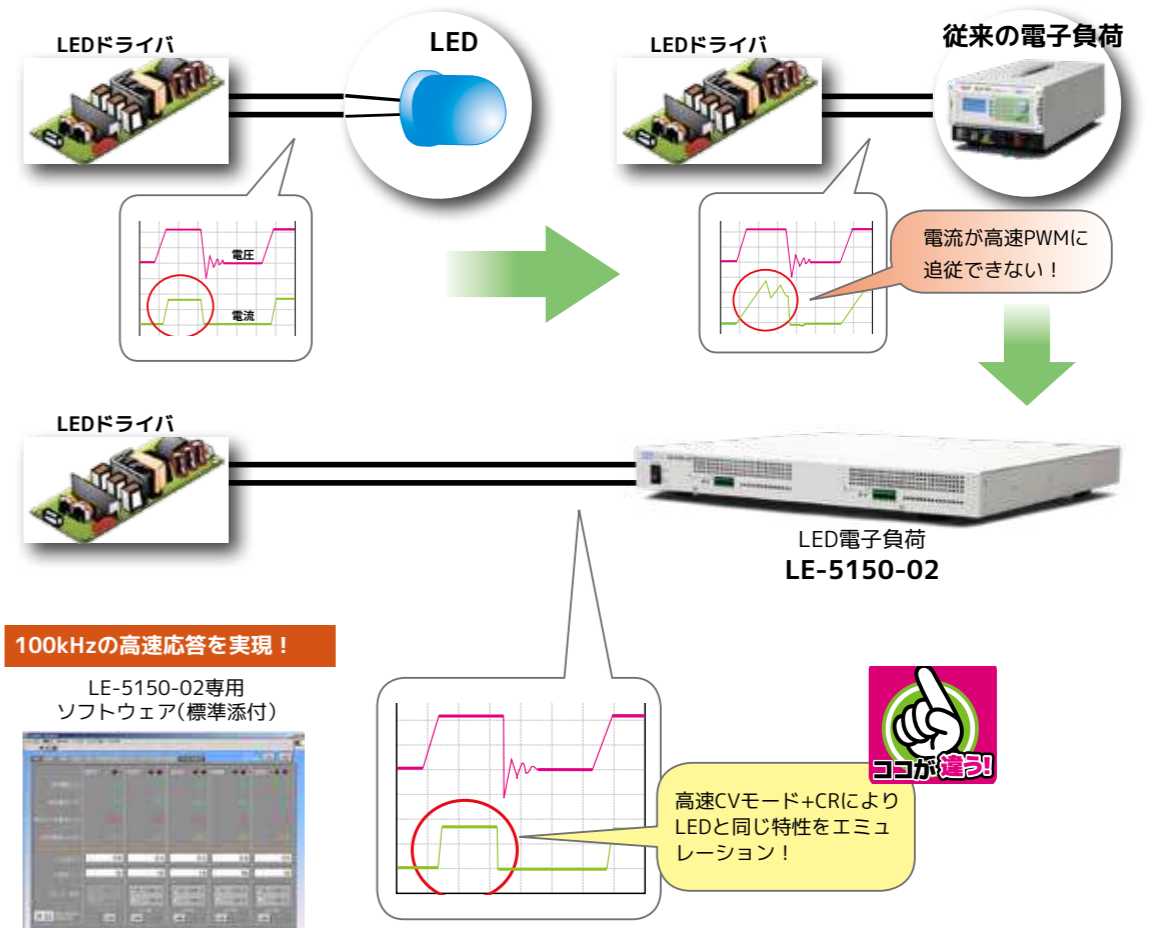 LEDドライバ
LED
LEDドライバ
従来の電子負荷
電圧
電流
電流が高速PWMに
追従できない！
LEDドライバ
LED電子負荷
LE-5150-02
100kHzの高速応答を実現！
LE-5150-02専用
ソフトウェア(標準添付)
ココが違う!
高速CVモード+CRにより
LEDと同じ特性をエミュ
レーション！